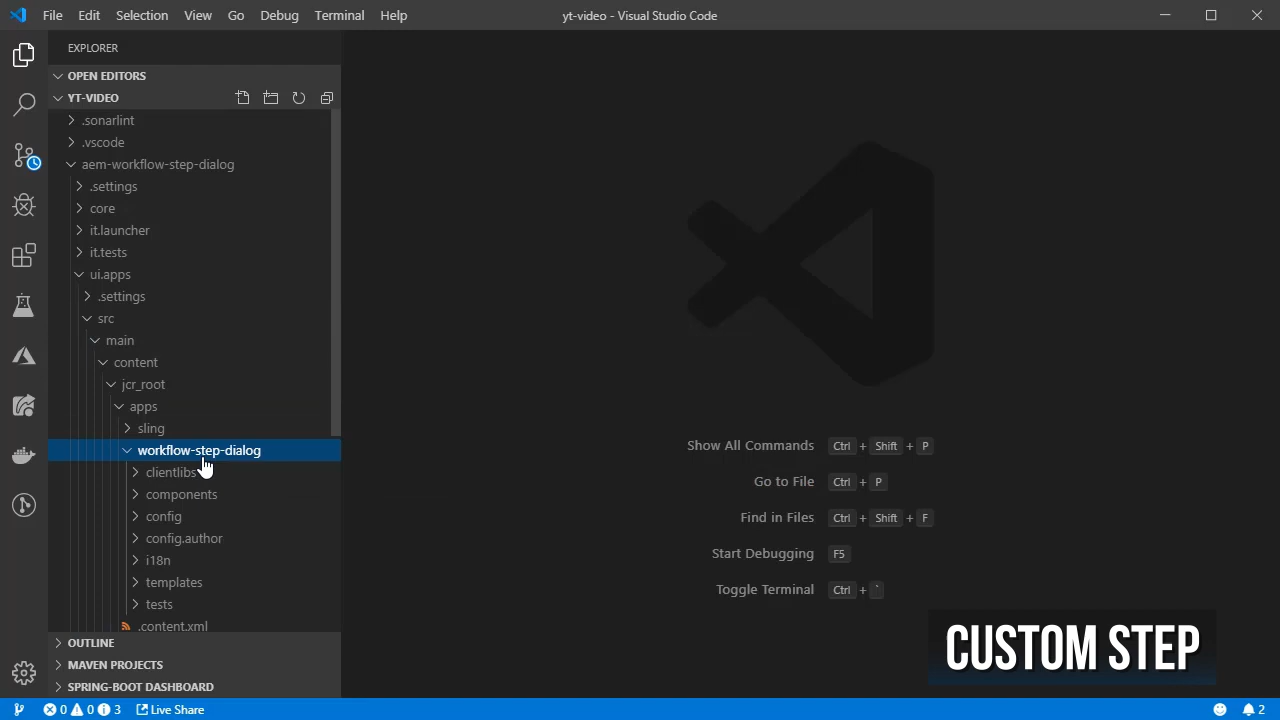 File Edit Selection View Go Debug Terminal Help
yt-video - Visual Studio Code
EXPLORER
OPEN EDITORS
YT-VIDEO
.sonarlint
.vscode
aem-workflow-step-dialog
.settings
core
it.launcher
it.tests
ui.apps
.settings
src
main
content
jcr_root
apps
sling
workflow-step-dialog
clientlibs
components
config
config.author
i18n
templates
tests
.content.xml
OUTLINE
MAVEN PROJECTS
SPRING-BOOT DASHBOARD
Show All Commands Ctrl + Shift + P
Go to File Ctrl + P
Find in Files Ctrl + Shift + F
Start Debugging F5
Toggle Terminal Ctrl + `
CUSTOM STEP
0 0 3 Live Share
2